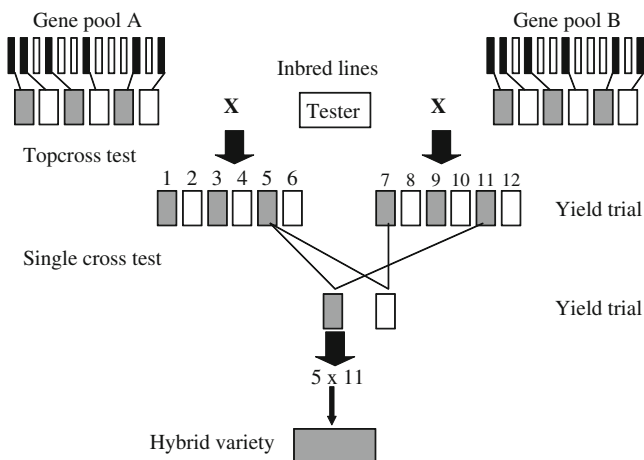 Gene pool A
Gene pool B
Inbred lines
X
Tester
X
Topcross test
1 2 3 4 5 6
7 8 9 10 11 12
Yield trial
Single cross test
Yield trial
5 x 11
Hybrid variety